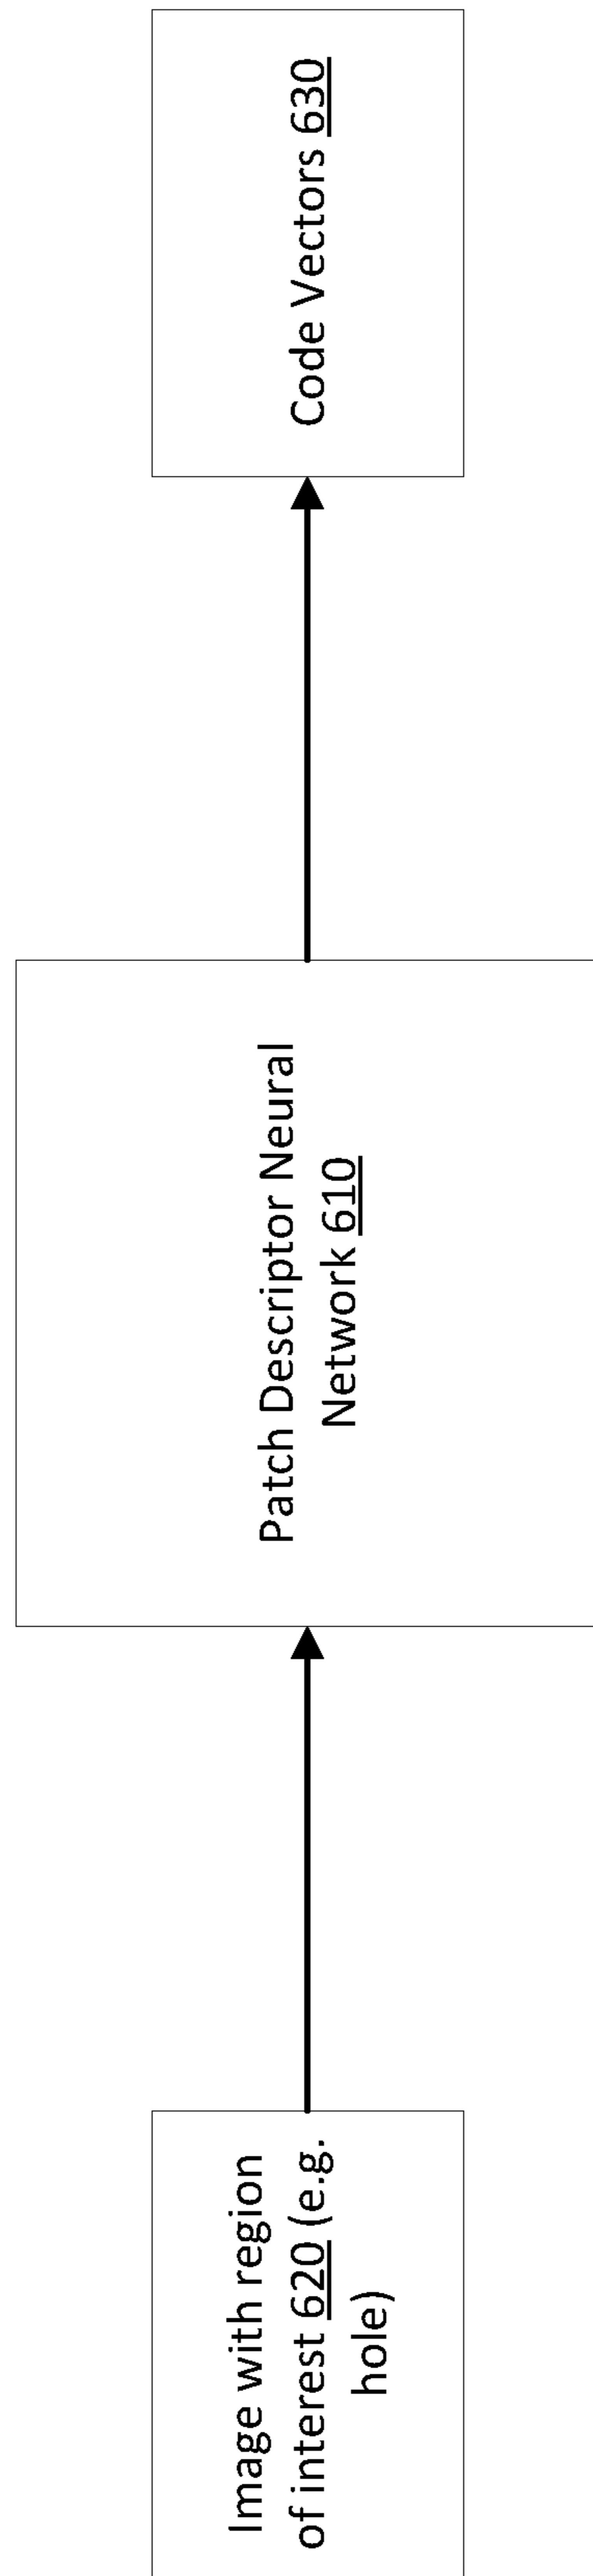 Image with region
of interest 620 (e.g.
hole)
Patch Descriptor Neural
Network 610
Code Vectors 630